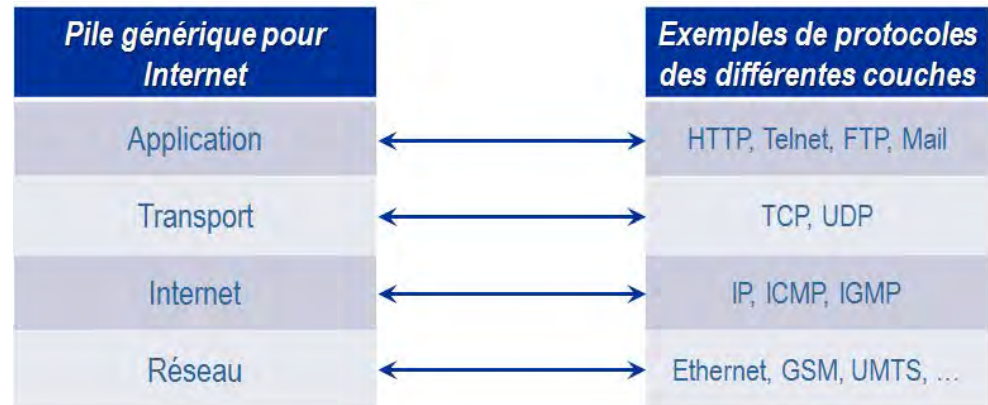 Pile générique pour
Internet
Exemples de protocoles
des différentes couches
Application
HTTP, Telnet, FTP, Mail
Transport
TCP, UDP
Internet
IP, ICMP, IGMP
Réseau
Ethernet, GSM, UMTS, ...